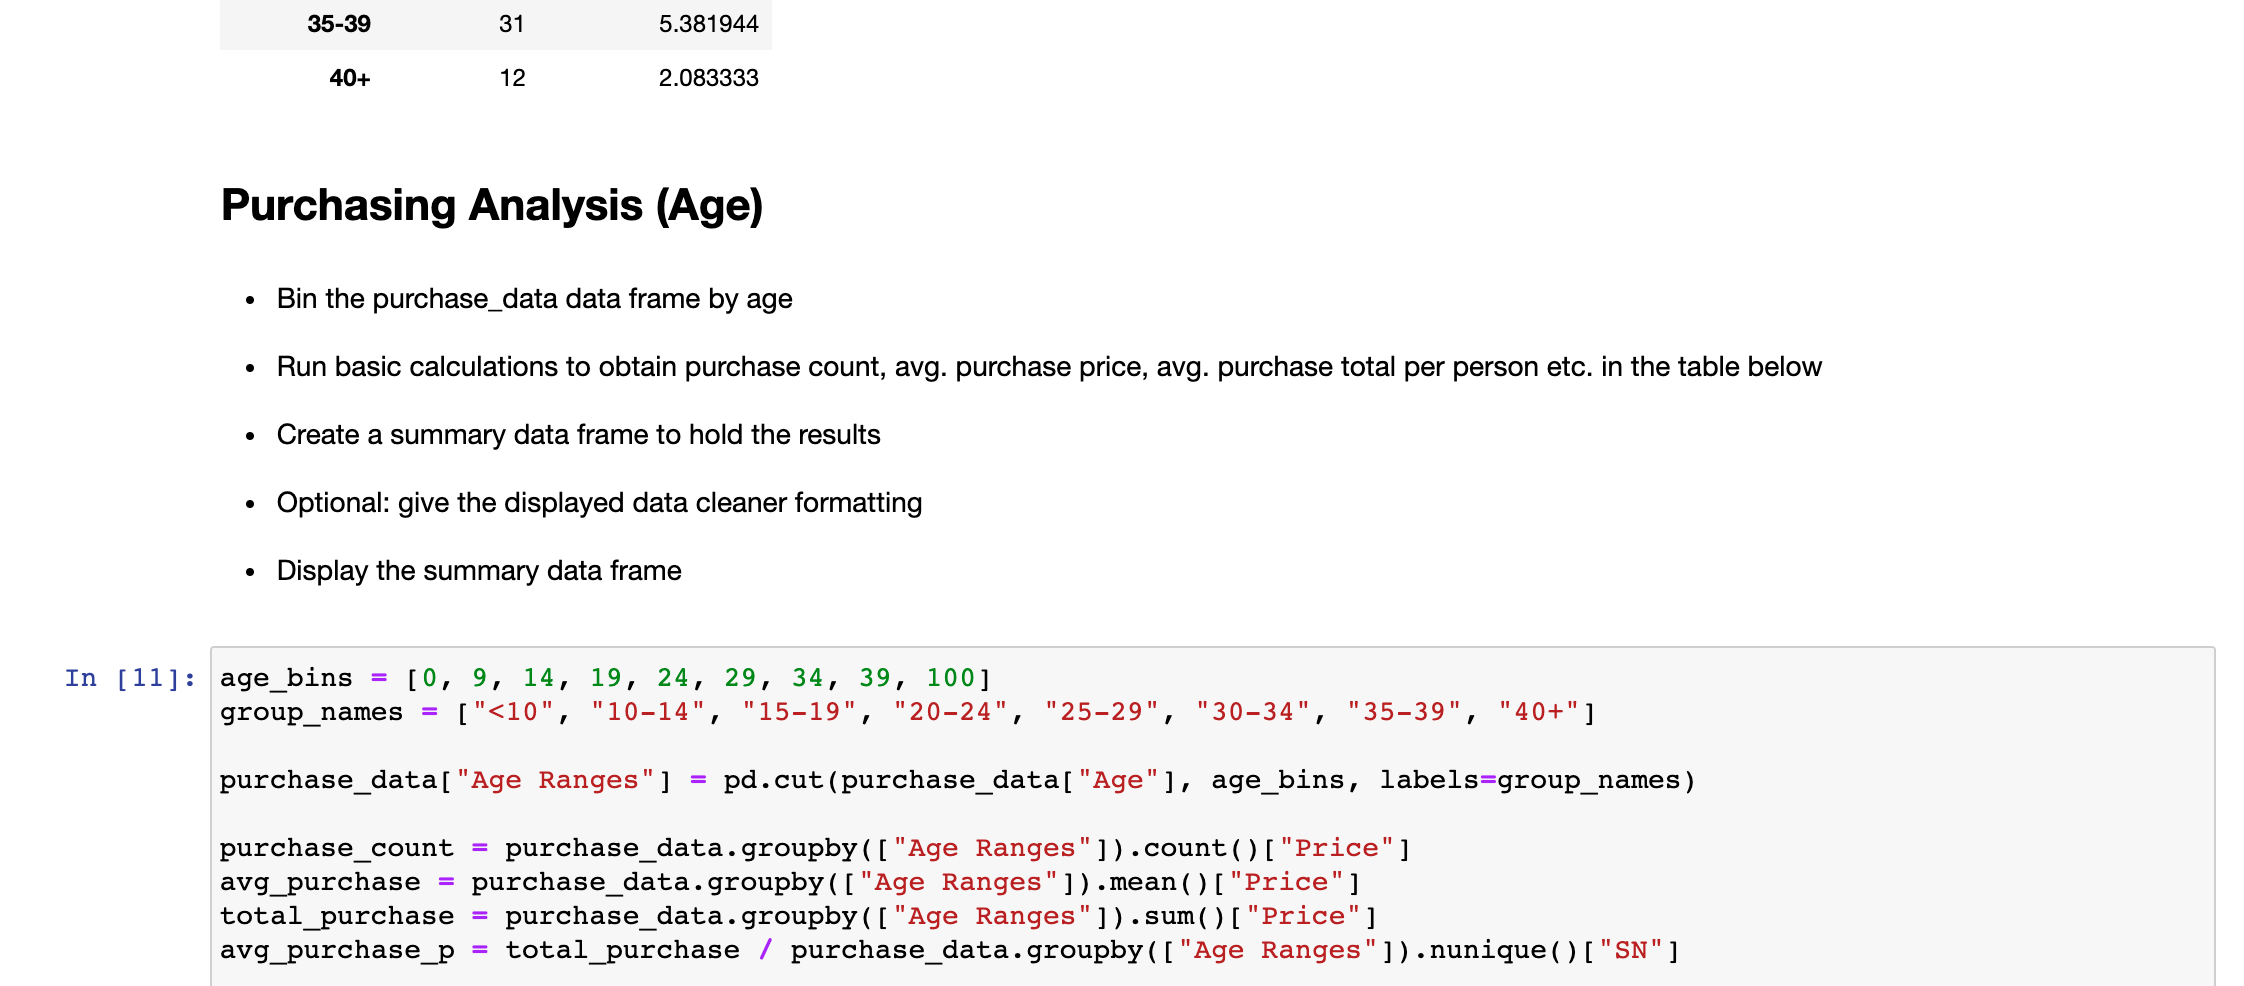 35-39 31 5.381944
40+ 12 2.083333
Purchasing Analysis (Age)
• Bin the purchase_data data frame by age
• Run basic calculations to obtain purchase count, avg. purchase price, avg. purchase total per person etc. in the table below
• Create a summary data frame to hold the results
• Optional: give the displayed data cleaner formatting
• Display the summary data frame
In [11]: age_bins = [0, 9, 14, 19, 24, 29, 34, 39, 100]
group_names = ["<10", "10-14", "15-19", "20-24", "25-29", "30-34", "35-39", "40+"]
purchase_data["Age Ranges"] = pd.cut(purchase_data["Age"], age_bins, labels=group_names)
purchase_count = purchase_data.groupby(["Age Ranges"]).count()["Price"]
avg_purchase = purchase_data.groupby(["Age Ranges"]).mean()["Price"]
total_purchase = purchase_data.groupby(["Age Ranges"]).sum()["Price"]
avg_purchase_p = total_purchase / purchase_data.groupby(["Age Ranges"]).nunique()["SN"]